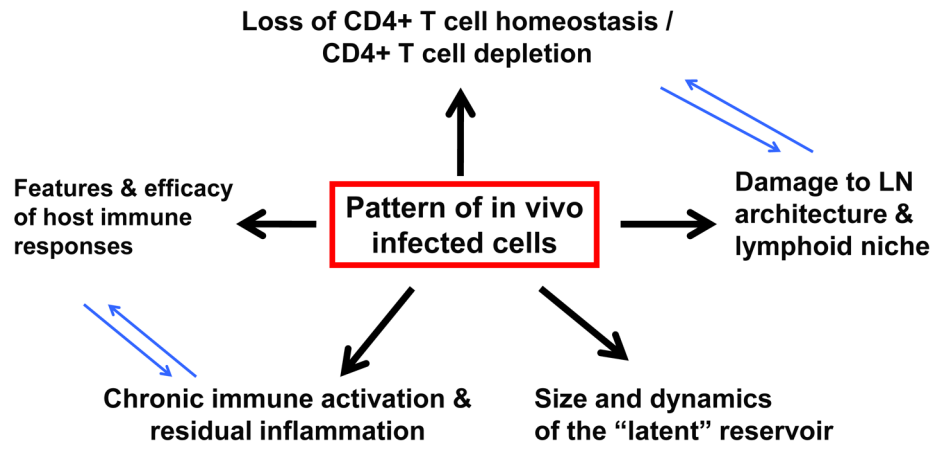 Loss of CD4+ T cell homeostasis /
CD4+ T cell depletion
Features & efficacy
of host immune
responses
Pattern of in vivo
infected cells
Damage to LN
architecture &
lymphoid niche
Chronic immune activation &
residual inflammation
Size and dynamics
of the “latent” reservoir